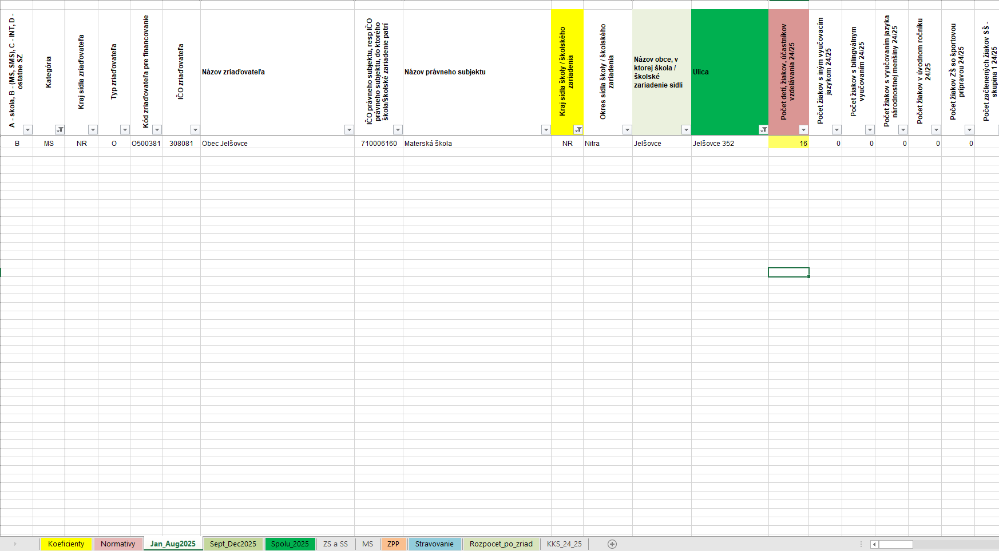 A - skola, B - (MS, SMS), C - INT, D -
ostatne SZ
Kategória
Kraj sídla zriaďovateľa
Typ zriaďovateľa
Kód zriaďovateľa pre financovanie
IČO zriaďovateľa
Názov zriaďovateľa
IČO právneho subjektu, resp IČO
právneho subjektu, do ktorého
škola/školské zariadenie patrí
Názov právneho subjektu
Kraj sídla školy / školského
zariadenia
Okres sídla školy / školského
zariadenia
Názov obce, v
ktorej škola /
školské
zariadenie sídli
Ulica
Počet detí, žiakov, účastníkov
vzdelávania 24/25
Počet žiakov s iným vyučovacím
jazykom 24/25
Počet žiakov s bilingválnym
vyučovaním 24/25
Počet žiakov s vyučovaním jazyka
národnostnej menšiny 24/25
Počet žiakov v úvodnom ročníku
24/25
Počet žiakov ZŠ so športovou
prípravou 24/25
Počet začlenených žiakov SŠ -
skupina 1 24/25
B MS NR O O500381 308081 Obec Jelšovce 710006160 Materská škola NR Nitra Jelšovce Jelšovce 352 16 0 0 0 0 0
Koeficienty Normativy Jan_Aug2025 Sept_Dec2025 Spolu_2025 ZS a SS MS ZPP Stravovanie Rozpocet_po_zriad KKS_24_25